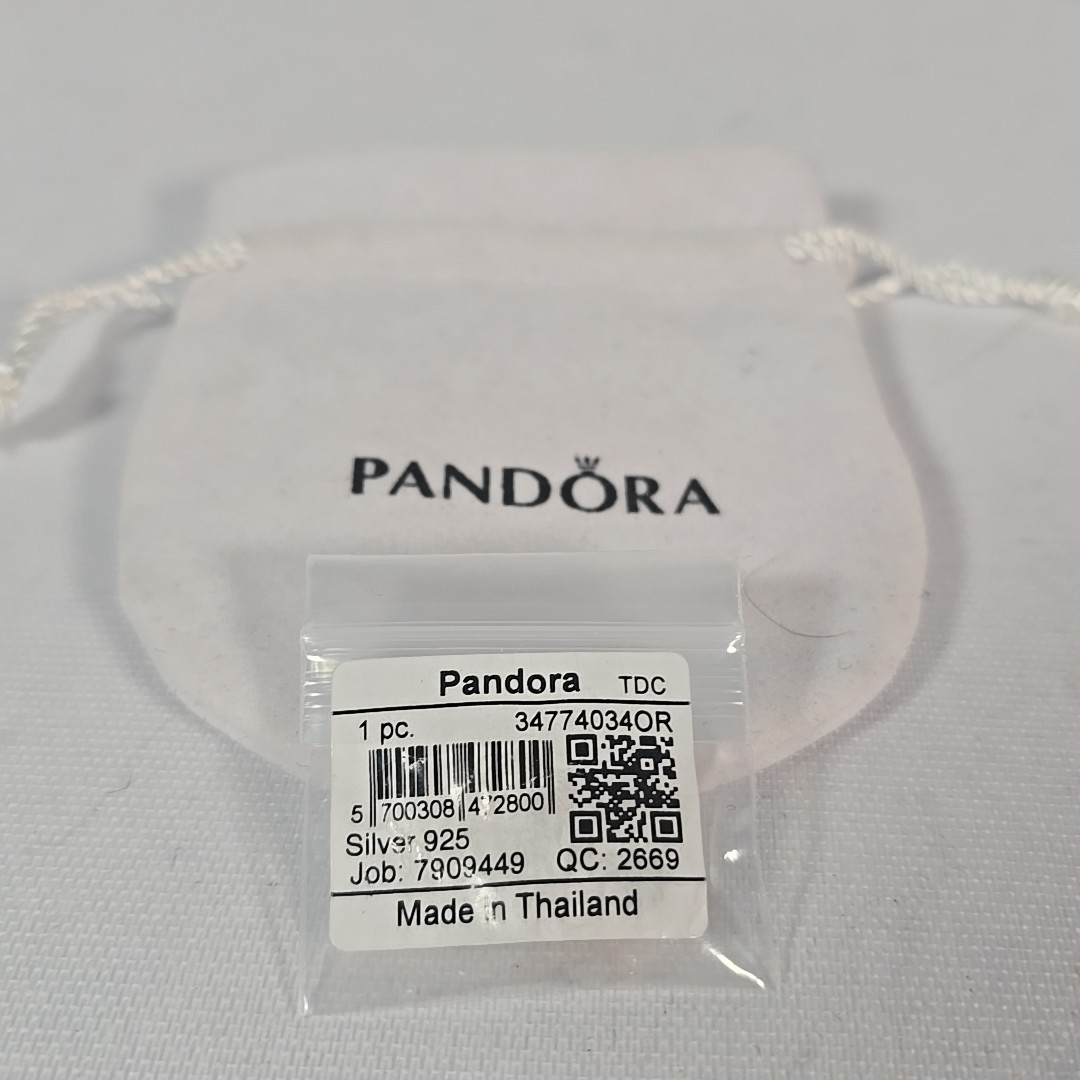 PANDORA
Pandora TDC
1 pc. 34774034OR
5 700308 472800
Silver 925
Job: 7909449 QC: 2669
Made in Thailand